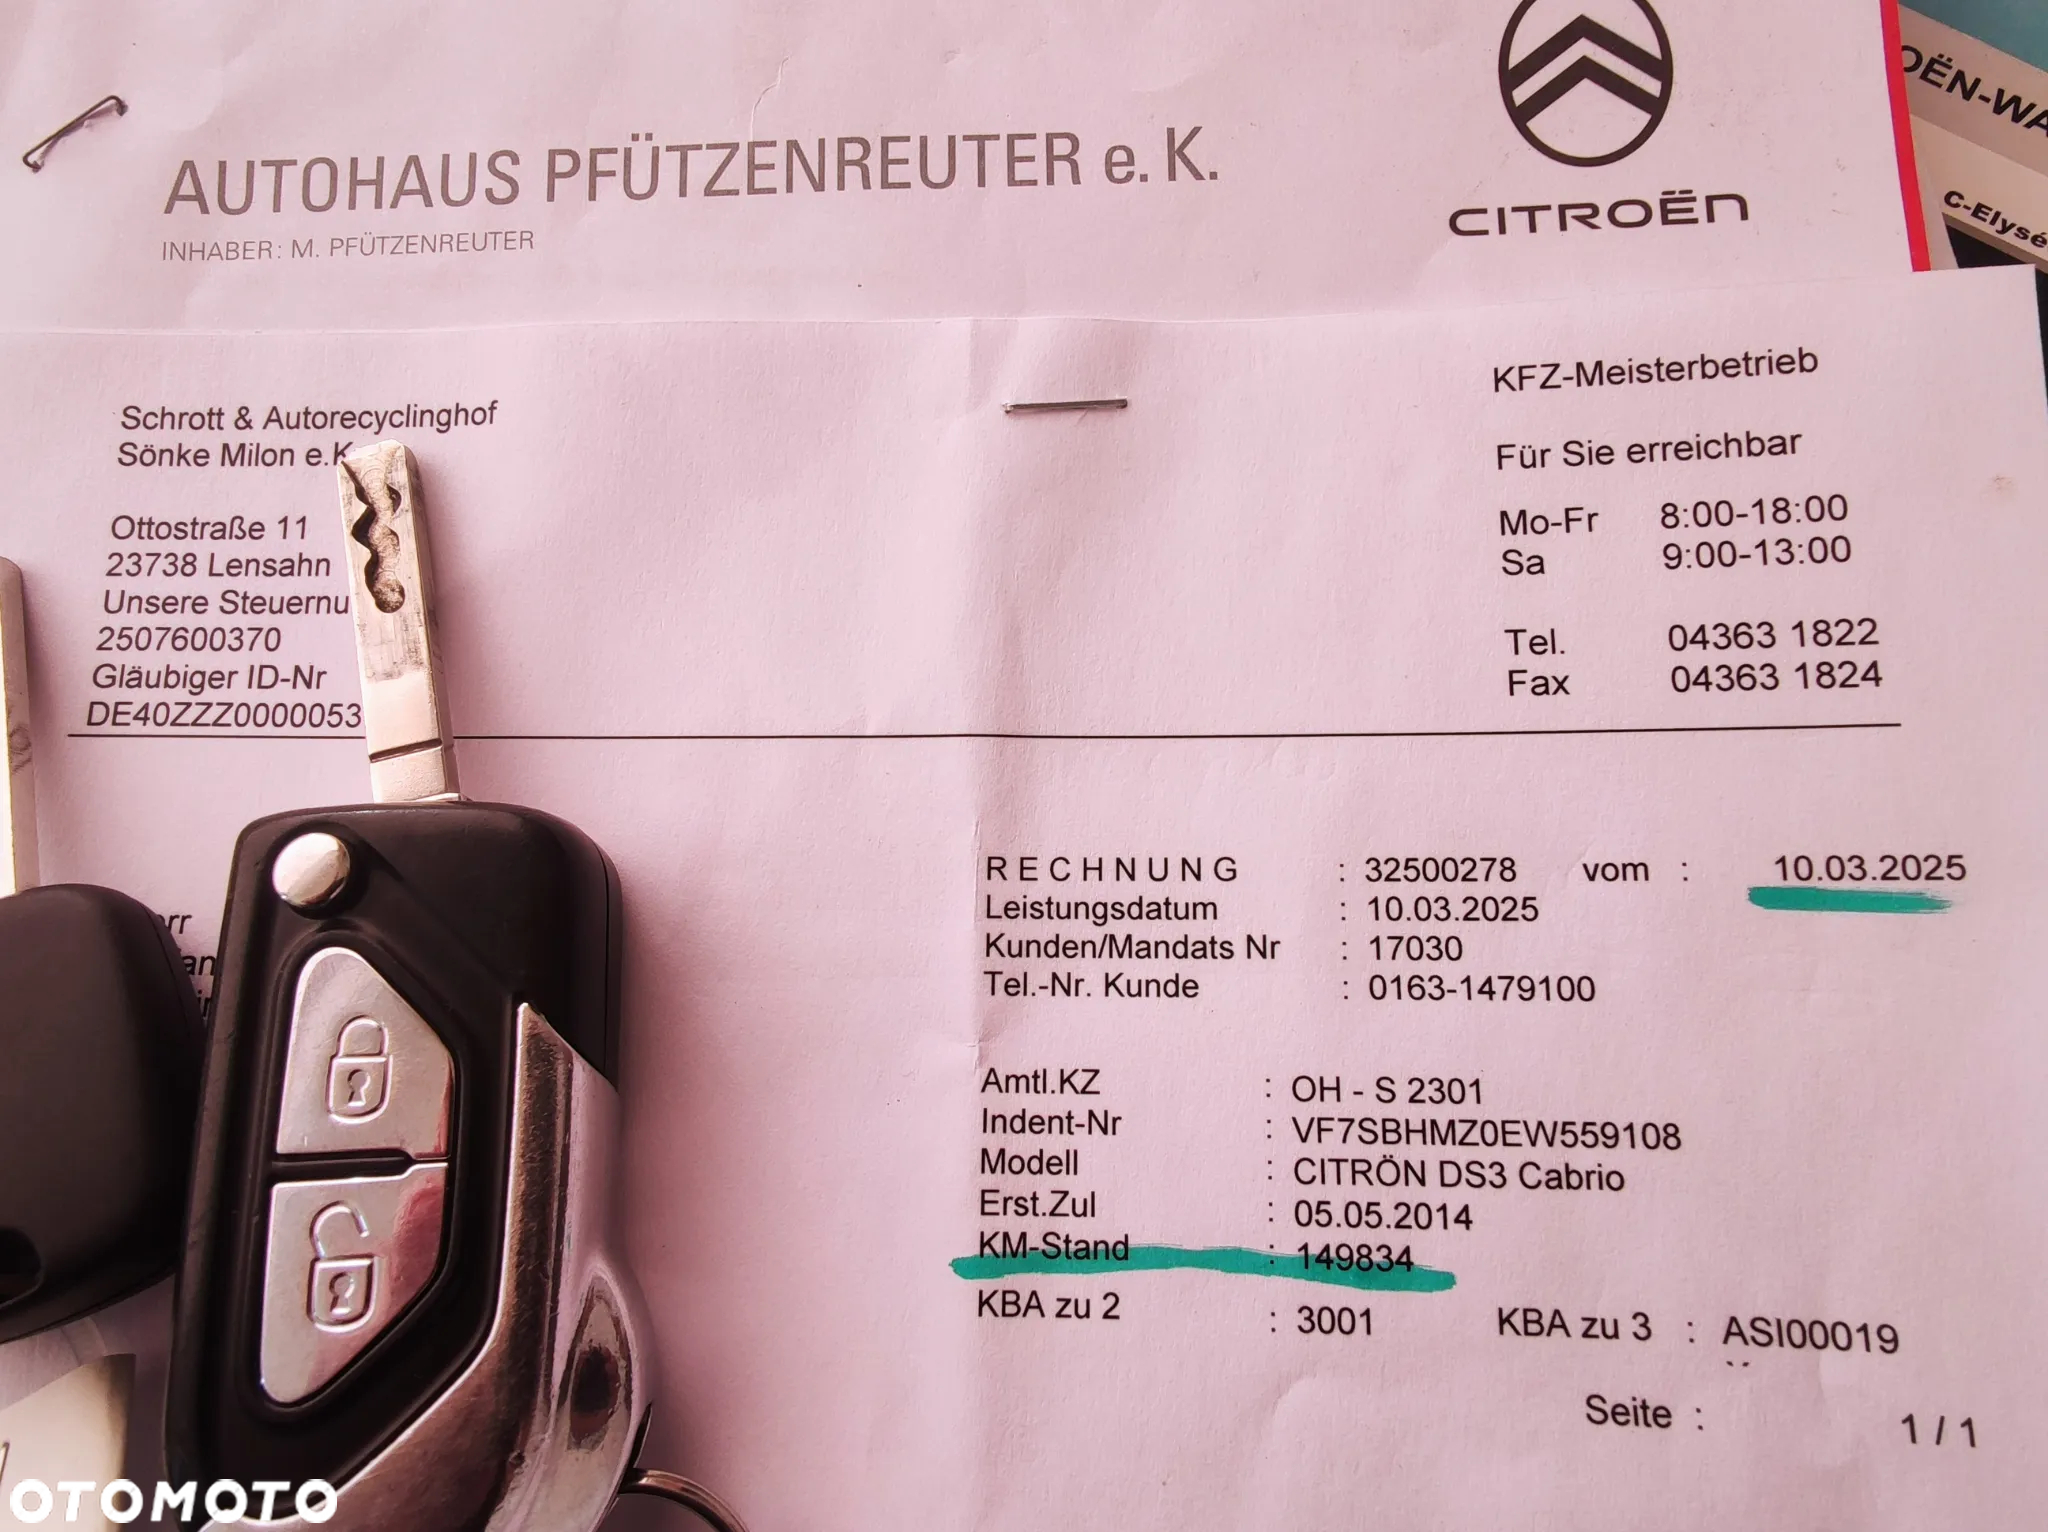 AUTOHAUS PFÜTZENREUTER e. K.
INHABER: M. PFÜTZENREUTER
CITROËN
OËN-WA
C-Elysé
Schrott & Autorecyclinghof
Sönke Milon e.K
Ottostraße 11
23738 Lensahn
Unsere Steuernu
2507600370
Gläubiger ID-Nr
DE40ZZZ0000053
KFZ-Meisterbetrieb
Für Sie erreichbar
Mo-Fr 8:00-18:00
Sa 9:00-13:00
Tel. 04363 1822
Fax 04363 1824
RECHNUNG : 32500278 vom : 10.03.2025
Leistungsdatum : 10.03.2025
Kunden/Mandats Nr : 17030
Tel.-Nr. Kunde : 0163-1479100
Amtl.KZ : OH - S 2301
Indent-Nr : VF7SBHMZ0EW559108
Modell : CITRÖN DS3 Cabrio
Erst.Zul : 05.05.2014
KM-Stand : 149834
KBA zu 2 : 3001 KBA zu 3 : ASI00019
Seite : 1 / 1
OTOMOTO